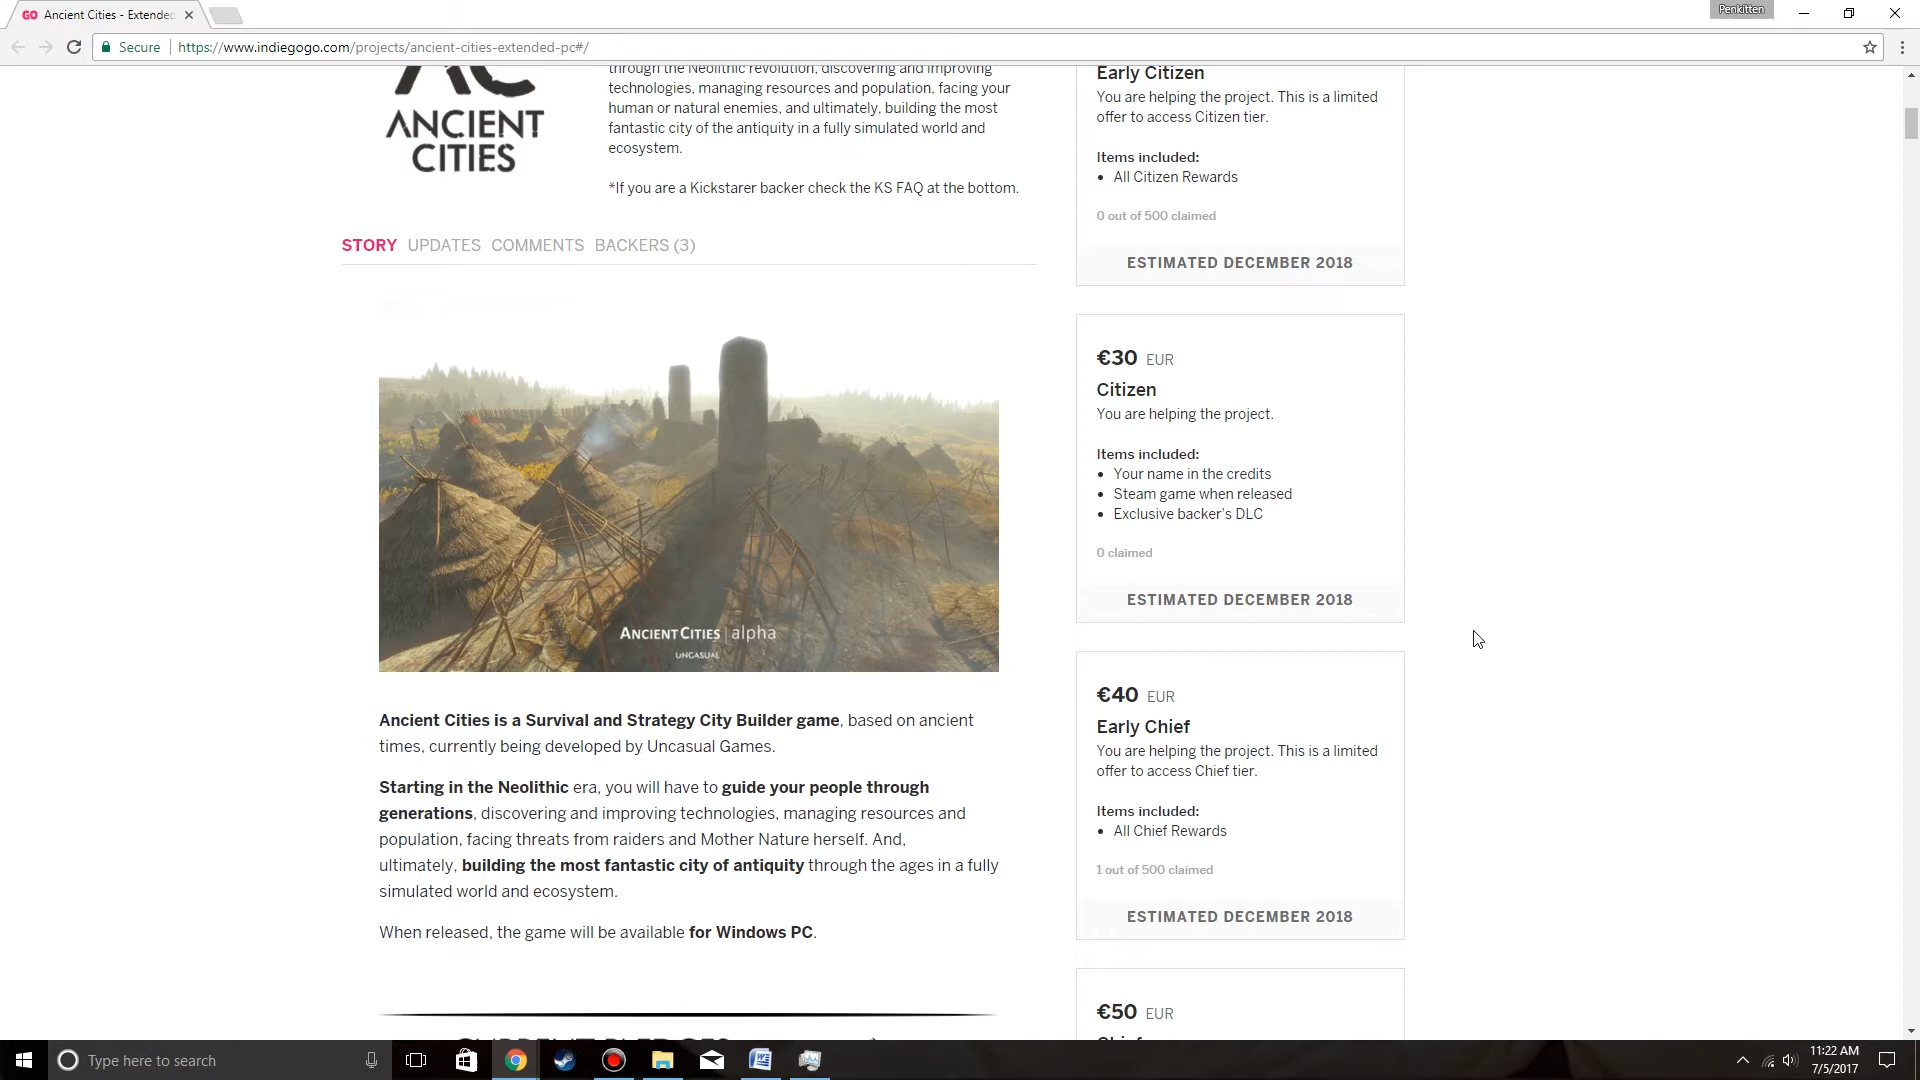 GO Ancient Cities - Extended
Penkitten
Secure
https://www.indiegogo.com/projects/ancient-cities-extended-pc#/
ANCIENT
CITIES
through the Neolithic revolution, discovering and improving
technologies, managing resources and population, facing your
human or natural enemies, and ultimately, building the most
fantastic city of the antiquity in a fully simulated world and
ecosystem.
*If you are a Kickstarer backer check the KS FAQ at the bottom.
STORY UPDATES COMMENTS BACKERS (3)
ANCIENT CITIES | alpha
UNCASUAL
Ancient Cities is a Survival and Strategy City Builder game, based on ancient
times, currently being developed by Uncasual Games.
Starting in the Neolithic era, you will have to guide your people through
generations, discovering and improving technologies, managing resources and
population, facing threats from raiders and Mother Nature herself. And,
ultimately, building the most fantastic city of antiquity through the ages in a fully
simulated world and ecosystem.
When released, the game will be available for Windows PC.
Early Citizen
You are helping the project. This is a limited
offer to access Citizen tier.
Items included:
• All Citizen Rewards
0 out of 500 claimed
ESTIMATED DECEMBER 2018
€30 EUR
Citizen
You are helping the project.
Items included:
• Your name in the credits
• Steam game when released
• Exclusive backer's DLC
0 claimed
ESTIMATED DECEMBER 2018
€40 EUR
Early Chief
You are helping the project. This is a limited
offer to access Chief tier.
Items included:
• All Chief Rewards
1 out of 500 claimed
ESTIMATED DECEMBER 2018
€50 EUR
Type here to search
11:22 AM
7/5/2017